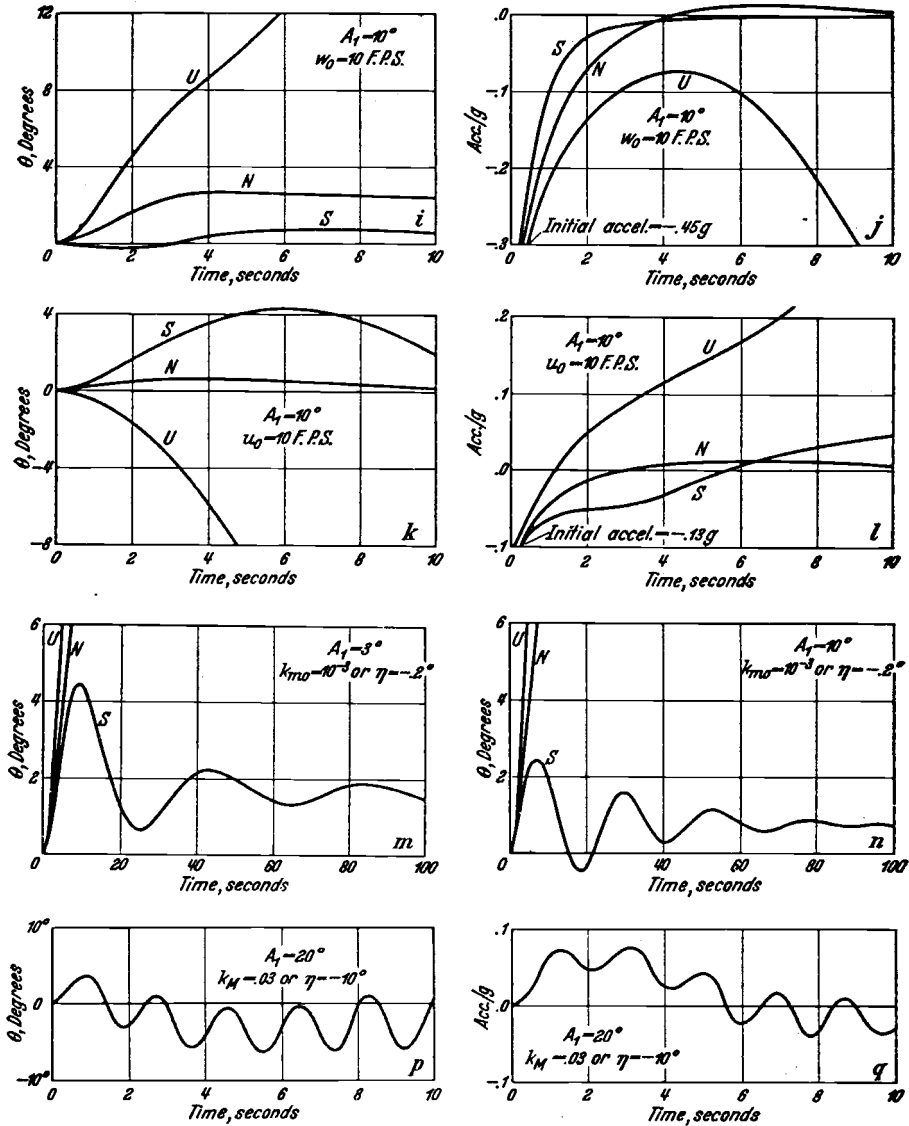 12
8
4
0
θ, Degrees
A₁=10°
w₀=10 F.P.S.
U
N
S
i
0 2 4 6 8 10
Time, seconds
.0
-.1
-.2
-.3
Acc./g
S
N
U
A₁=10°
w₀=10 F.P.S.
Initial accel.=-.45g
j
0 2 4 6 8 10
Time, seconds
4
0
-4
-8
θ, Degrees
S
N
U
A₁=10°
u₀=10 F.P.S.
k
0 2 4 6 8 10
Time, seconds
.2
0.1
.0
-.1
Acc/g
A₁=10°
u₀=10 F.P.S.
U
N
S
Initial accel.=-.13g
l
0 2 4 6 8 10
Time, seconds
6
4
2
0
θ, Degrees
U N
A₁=3°
kₘ₀=10⁻³ or η=-.2°
S
m
0 20 40 60 80 100
Time, seconds
6
4
2
0
θ, Degrees
U N
A₁=10°
kₘ₀=10⁻³ or η=-.2°
S
n
0 20 40 60 80 100
Time, seconds
10°
0
-10°
θ, Degrees
A₁=20°
k_M=.03 or η=-10°
p
0 2 4 6 8 10
Time, seconds
0.1
.0
-.1
Acc/g
A₁=20°
k_M=.03 or η=-10°
q
0 2 4 6 8 10
Time, seconds